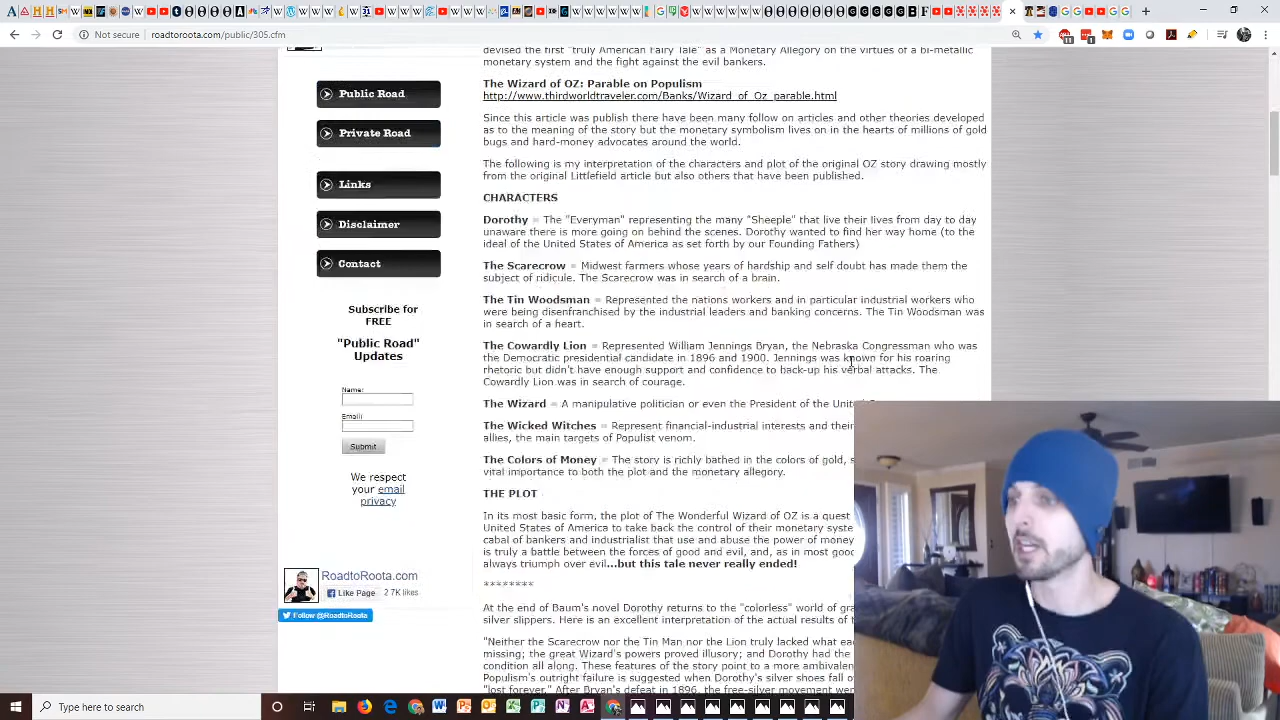 Not secure | roadtoroota.com/public/305.cfm
11
1
devised the first "truly American Fairy Tale" as a Monetary Allegory on the virtues of a bi-metallic
monetary system and the fight against the evil bankers.
The Wizard of OZ: Parable on Populism
http://www.thirdworldtraveler.com/Banks/Wizard_of_Oz_parable.html
Since this article was publish there have been many follow on articles and other theories developed
as to the meaning of the story but the monetary symbolism lives on in the hearts of millions of gold
bugs and hard-money advocates around the world.
The following is my interpretation of the characters and plot of the original OZ story drawing mostly
from the original Littlefield article but also others that have been published.
CHARACTERS
Dorothy = The "Everyman" representing the many "Sheeple" that live their lives from day to day
unaware there is more going on behind the scenes. Dorothy wanted to find her way home (to the
ideal of the United States of America as set forth by our Founding Fathers)
The Scarecrow = Midwest farmers whose years of hardship and self doubt has made them the
subject of ridicule. The Scarecrow was in search of a brain.
The Tin Woodsman = Represented the nations workers and in particular industrial workers who
were being disenfranchised by the industrial leaders and banking concerns. The Tin Woodsman was
in search of a heart.
The Cowardly Lion = Represented William Jennings Bryan, the Nebraska Congressman who was
the Democratic presidential candidate in 1896 and 1900. Jennings was known for his roaring
rhetoric but didn't have enough support and confidence to back-up his verbal attacks. The
Cowardly Lion was in search of courage.
The Wizard = A manipulative politician or even the President of the
The Wicked Witches = Represent financial-industrial interests and their
allies, the main targets of Populist venom.
The Colors of Money = The story is richly bathed in the colors of gold,
vital importance to both the plot and the monetary allegory.
THE PLOT
In its most basic form, the plot of The Wonderful Wizard of OZ is a quest
United States of America to take back the control of their monetary
cabal of bankers and industrialist that use and abuse the power of
is truly a battle between the forces of good and evil, and, as in most
always triumph over evil...but this tale never really ended!
********
At the end of Baum's novel Dorothy returns to the "colorless" world of
silver slippers. Here is an excellent interpretation of the actual results of
"Neither the Scarecrow nor the Tin Man nor the Lion truly lacked what
missing; the Wizard's powers proved illusory; and Dorothy had the
condition all along. These features of the story point to a more
Populism's outright failure is suggested when Dorothy's silver shoes fall
"lost forever." After Bryan's defeat in 1896, the free-silver movement
Public Road
Private Road
Links
Disclaimer
Contact
Subscribe for
FREE
"Public Road"
Updates
Name:
Email:
Submit
We respect
your email
privacy
RoadtoRoota.com
Like Page
2.7K likes
Follow @RoadtoRoota
Type here to search